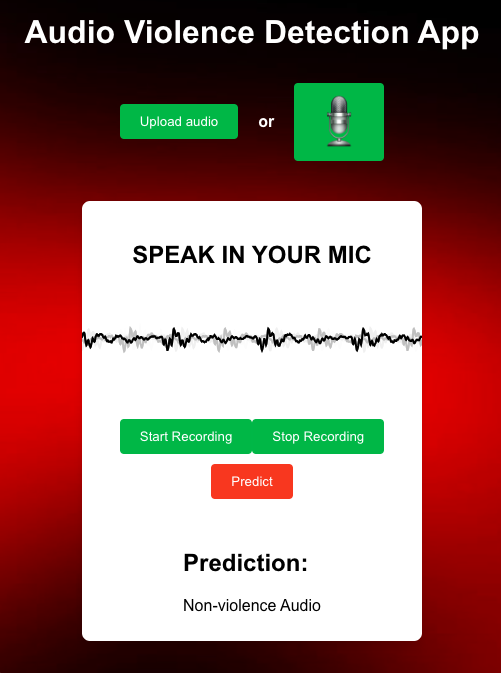 Audio Violence Detection App
Upload audio or
SPEAK IN YOUR MIC
Start Recording Stop Recording
Predict
Prediction:
Non-violence Audio